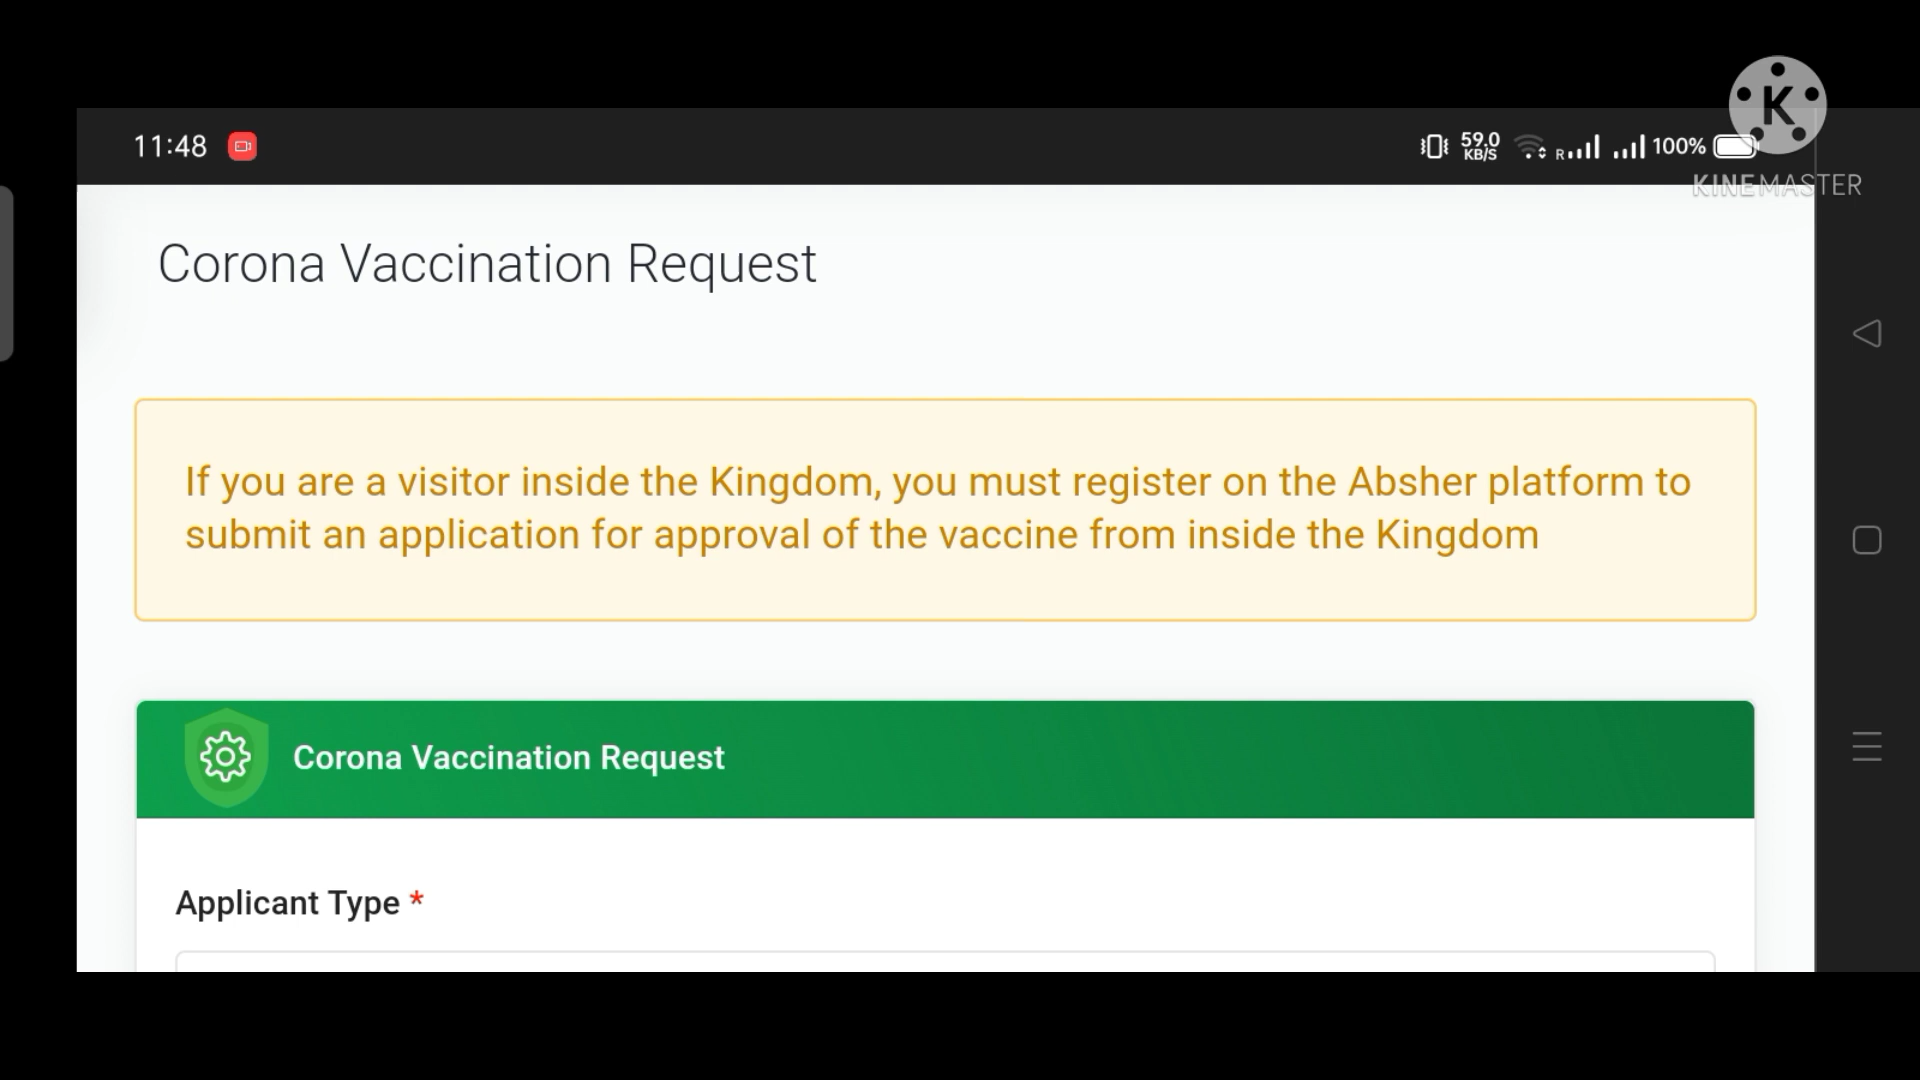 11:48
59.0
KB/S
R
100%
K
KINEMASTER
Corona Vaccination Request
If you are a visitor inside the Kingdom, you must register on the Absher platform to
submit an application for approval of the vaccine from inside the Kingdom
Corona Vaccination Request
Applicant Type *